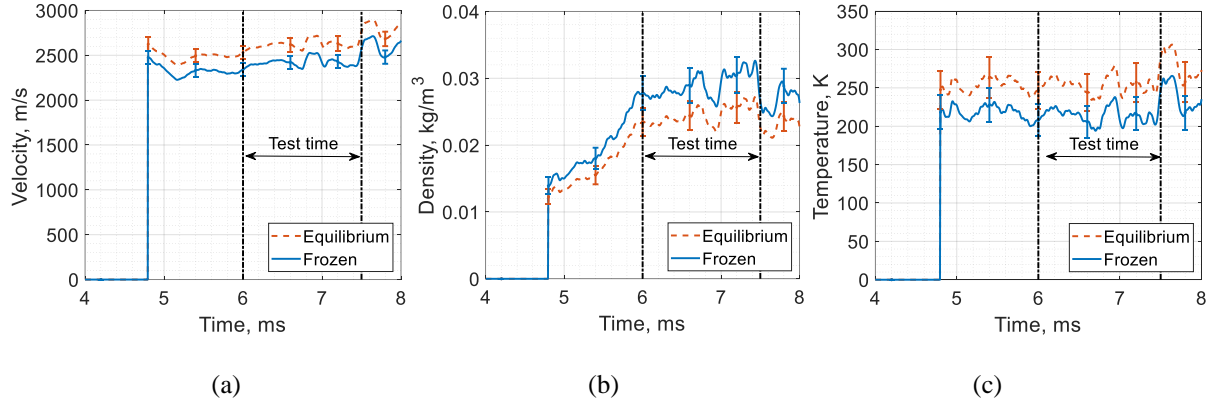 3000
2500
2000
1500
1000
500
0
Velocity, m/s
Test time
Equilibrium
Frozen
4 5 6 7 8
Time, ms
(a)
0.04
0.03
0.02
0.01
0
Density, kg/m³
Test time
Equilibrium
Frozen
4 5 6 7 8
Time, ms
(b)
350
300
250
200
150
100
50
0
Temperature, K
Test time
Equilibrium
Frozen
4 5 6 7 8
Time, ms
(c)